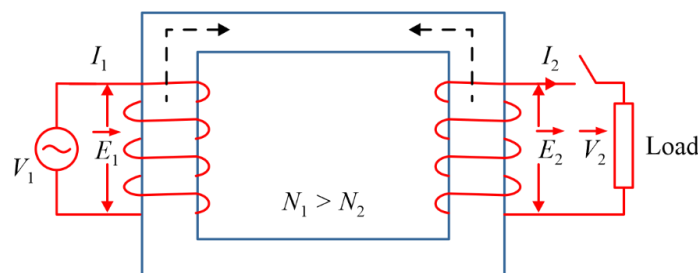 I₁
I₂
V₁
E₁
E₂
V₂
Load
N₁ > N₂